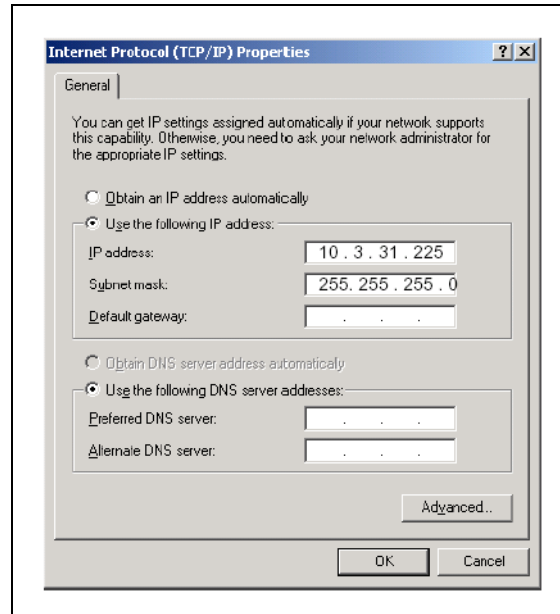 Internet Protocol (TCP/IP) Properties
General
You can get IP settings assigned automatically if your network supports
this capability. Otherwise, you need to ask your network administrator for
the appropriate IP settings.
Obtain an IP address automatically
Use the following IP address:
IP address: 10 . 3 . 31 . 225
Subnet mask: 255. 255 . 255 . 0
Default gateway: . . .
Obtain DNS server address automatically
Use the following DNS server addresses:
Preferred DNS server: . . .
Alternate DNS server: . . .
Advanced..
OK Cancel